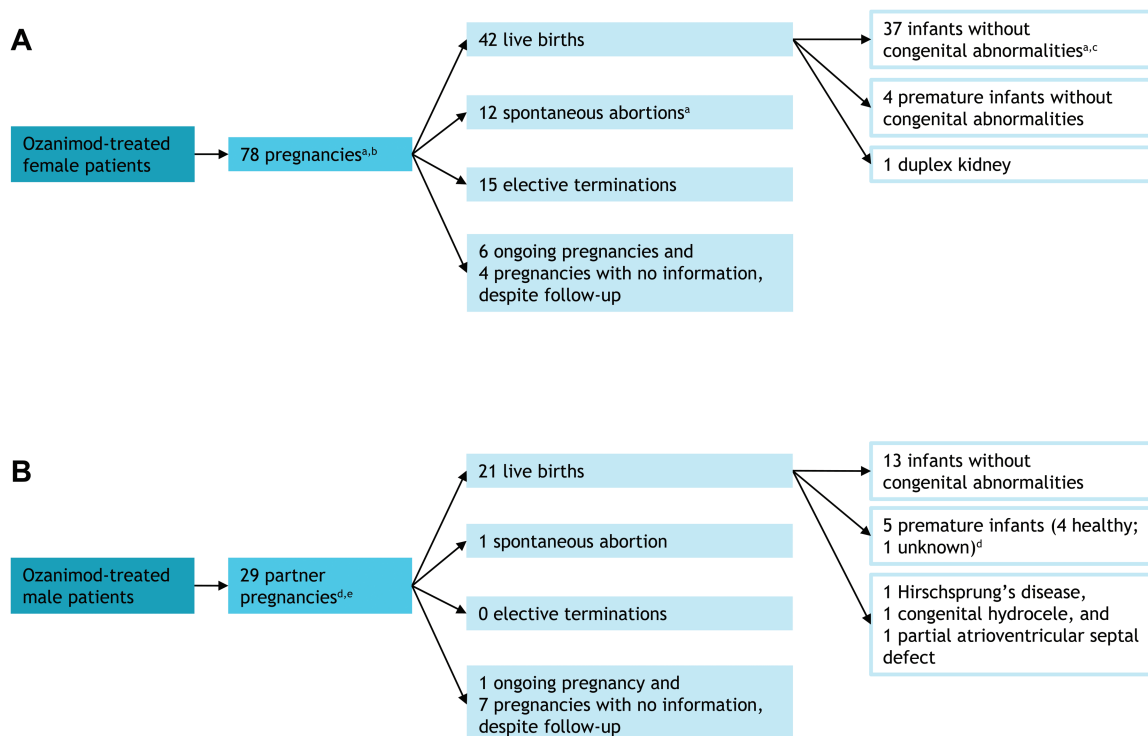 A
Ozanimod-treated
female patients
78 pregnancies^a,b
42 live births
12 spontaneous abortions^a
15 elective terminations
6 ongoing pregnancies and
4 pregnancies with no information,
despite follow-up
37 infants without
congenital abnormalities^a,c
4 premature infants without
congenital abnormalities
1 duplex kidney
B
Ozanimod-treated
male patients
29 partner
pregnancies^d,e
21 live births
1 spontaneous abortion
0 elective terminations
1 ongoing pregnancy and
7 pregnancies with no information,
despite follow-up
13 infants without
congenital abnormalities
5 premature infants (4 healthy;
1 unknown)^d
1 Hirschsprung’s disease,
1 congenital hydrocele, and
1 partial atrioventricular septal
defect